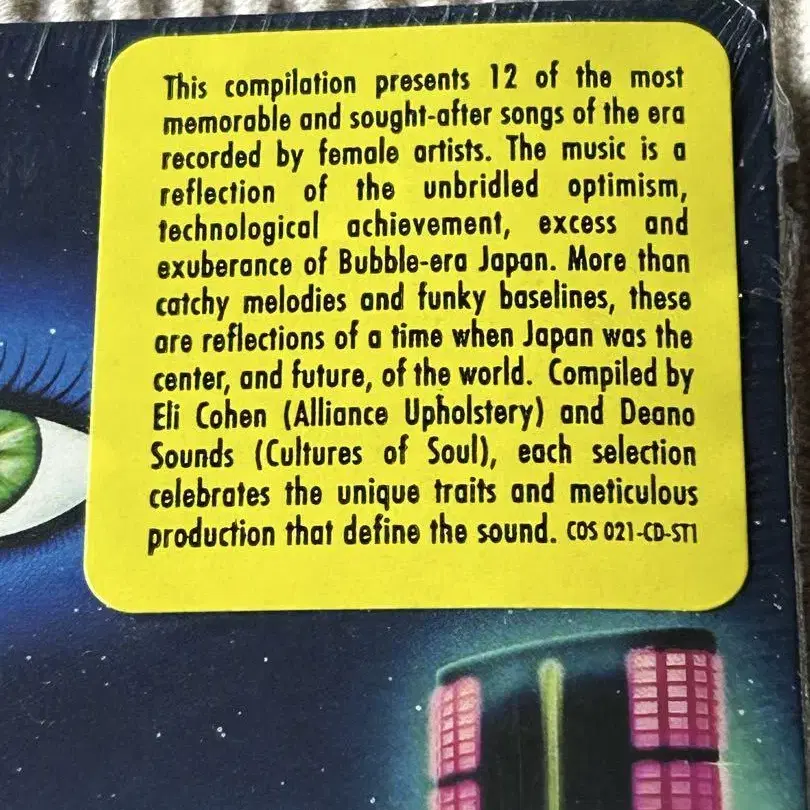 This compilation presents 12 of the most
memorable and sought-after songs of the era
recorded by female artists. The music is a
reflection of the unbridled optimism,
technological achievement, excess and
exuberance of Bubble-era Japan. More than
catchy melodies and funky baselines, these
are reflections of a time when Japan was the
center, and future, of the world. Compiled by
Eli Cohen (Alliance Upholstery) and Deano
Sounds (Cultures of Soul), each selection
celebrates the unique traits and meticulous
production that define the sound. COS 021-CD-ST1